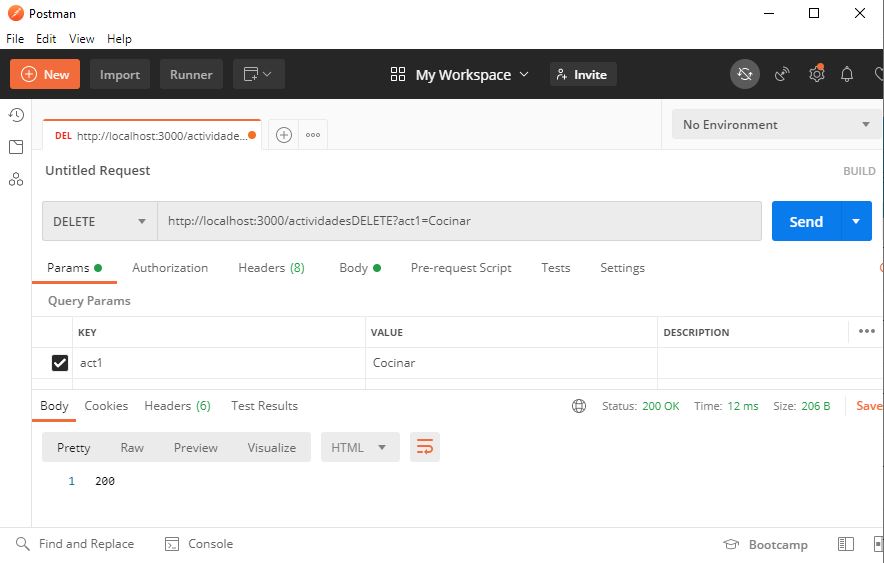 Postman
File Edit View Help
New Import Runner My Workspace Invite
DEL http://localhost:3000/actividade...
No Environment
Untitled Request BUILD
DELETE http://localhost:3000/actividadesDELETE?act1=Cocinar Send
Params Authorization Headers (8) Body Pre-request Script Tests Settings
Query Params
KEY VALUE DESCRIPTION
act1 Cocinar
Body Cookies Headers (6) Test Results Status: 200 OK Time: 12 ms Size: 206 B Save
Pretty Raw Preview Visualize HTML
1 200
Find and Replace Console Bootcamp